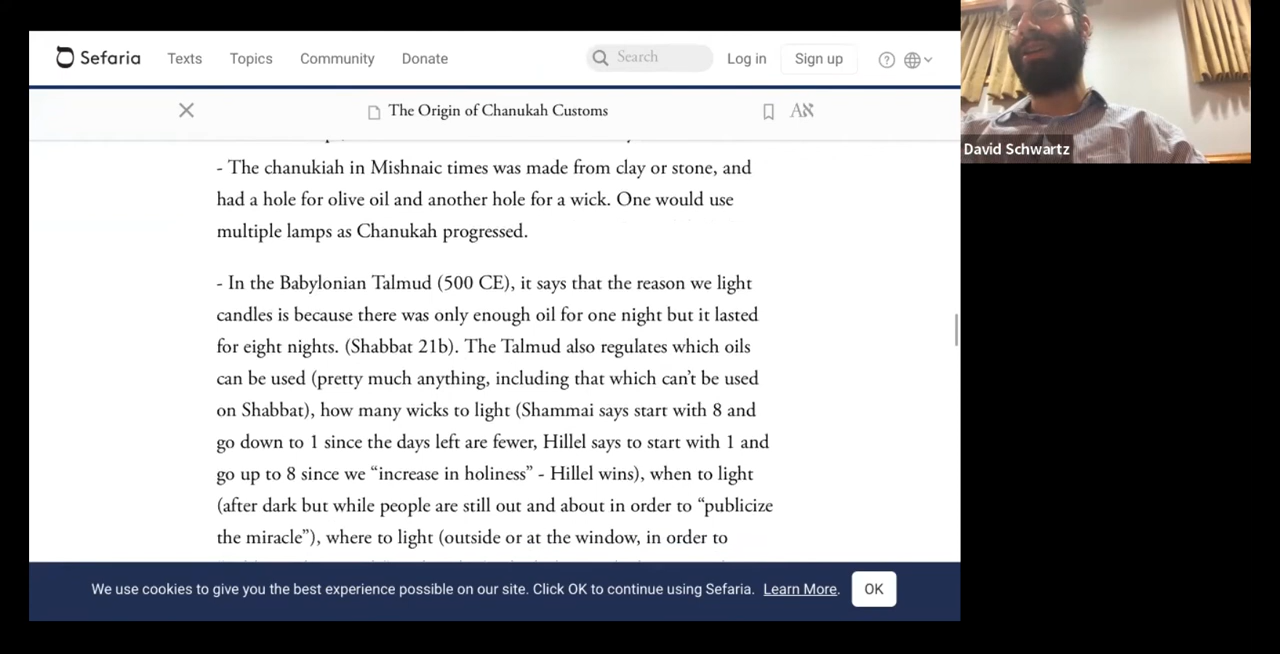 Sefaria
Texts
Topics
Community
Donate
Search
Log in
Sign up
The Origin of Chanukah Customs
- The chanukiah in Mishnaic times was made from clay or stone, and
had a hole for olive oil and another hole for a wick. One would use
multiple lamps as Chanukah progressed.
- In the Babylonian Talmud (500 CE), it says that the reason we light
candles is because there was only enough oil for one night but it lasted
for eight nights. (Shabbat 21b). The Talmud also regulates which oils
can be used (pretty much anything, including that which can’t be used
on Shabbat), how many wicks to light (Shammai says start with 8 and
go down to 1 since the days left are fewer, Hillel says to start with 1 and
go up to 8 since we “increase in holiness” - Hillel wins), when to light
(after dark but while people are still out and about in order to “publicize
the miracle”), where to light (outside or at the window, in order to
We use cookies to give you the best experience possible on our site. Click OK to continue using Sefaria. Learn More.
OK
David Schwartz